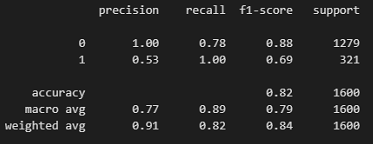 precision recall f1-score support
0 1.00 0.78 0.88 1279
1 0.53 1.00 0.69 321
accuracy 0.82 1600
macro avg 0.77 0.89 0.79 1600
weighted avg 0.91 0.82 0.84 1600